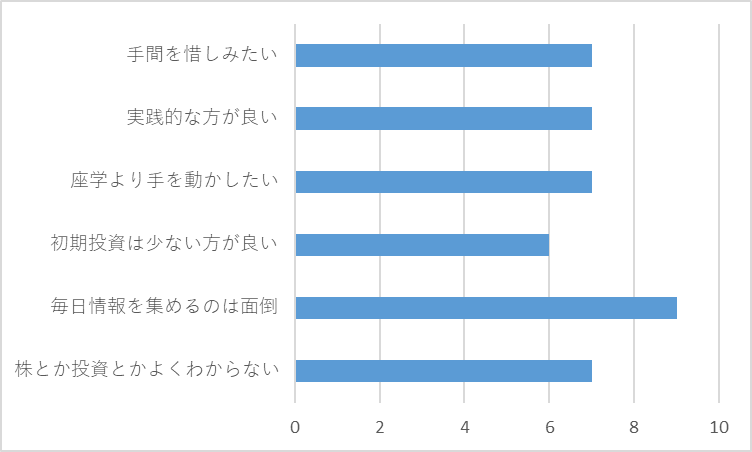 手間を惜しみたい
実践的な方が良い
座学より手を動かしたい
初期投資は少ない方が良い
毎日情報を集めるのは面倒
株とか投資とかよくわからない
0 2 4 6 8 10